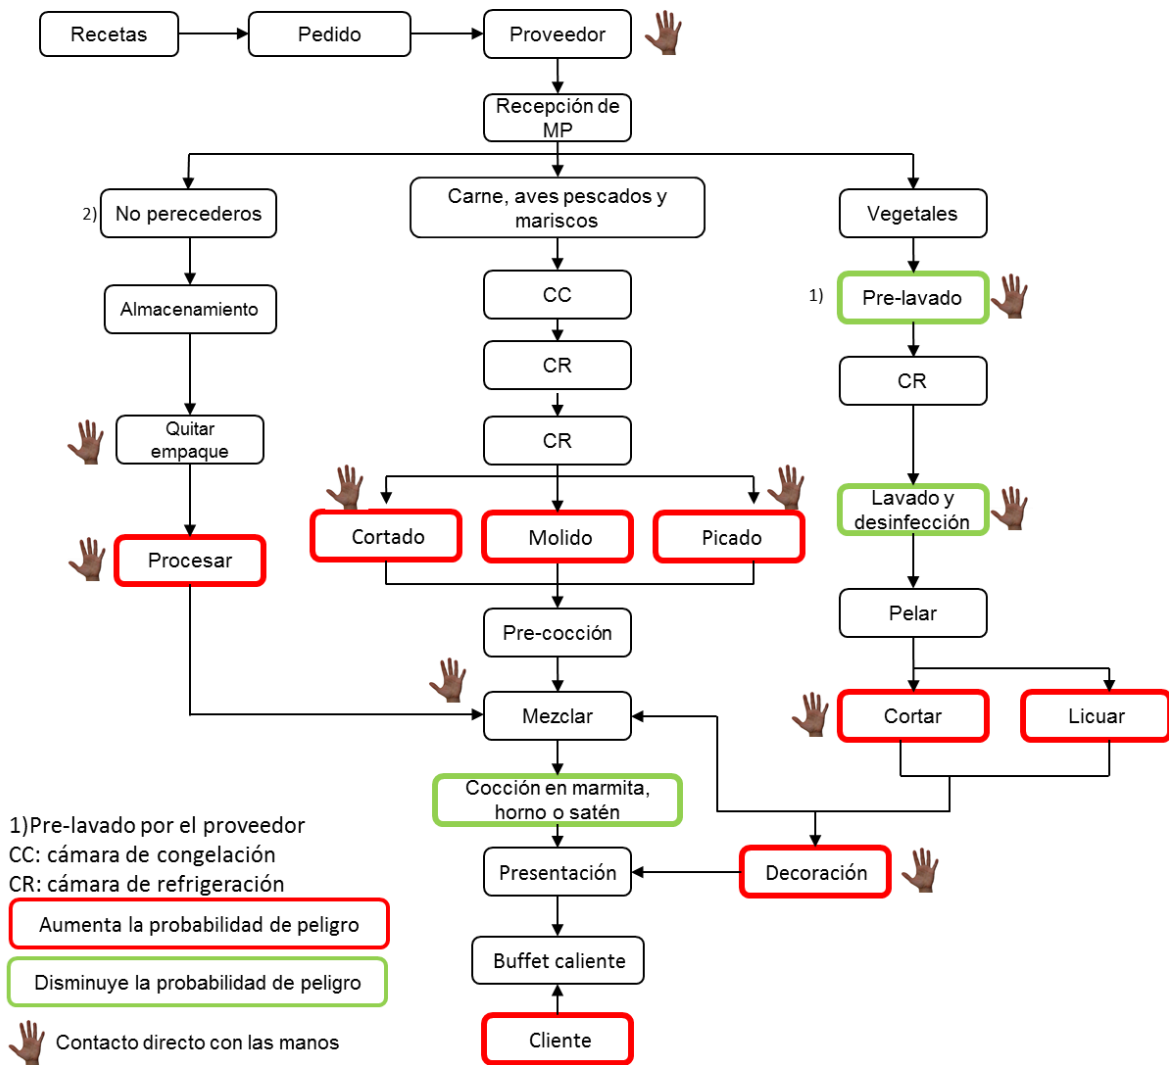 Recetas
Pedido
Proveedor
Recepción de
MP
2)
No perecederos
Carne, aves pescados y
mariscos
Vegetales
Almacenamiento
CC
1)
Pre-lavado
CR
CR
Quitar
empaque
CR
Lavado y
desinfección
Procesar
Cortado
Molido
Picado
Pelar
Pre-cocción
Mezclar
Cortar
Licuar
Cocción en marmita,
horno o satén
1)Pre-lavado por el proveedor
CC: cámara de congelación
CR: cámara de refrigeración
Presentación
Decoración
Aumenta la probabilidad de peligro
Buffet caliente
Disminuye la probabilidad de peligro
Cliente
Contacto directo con las manos